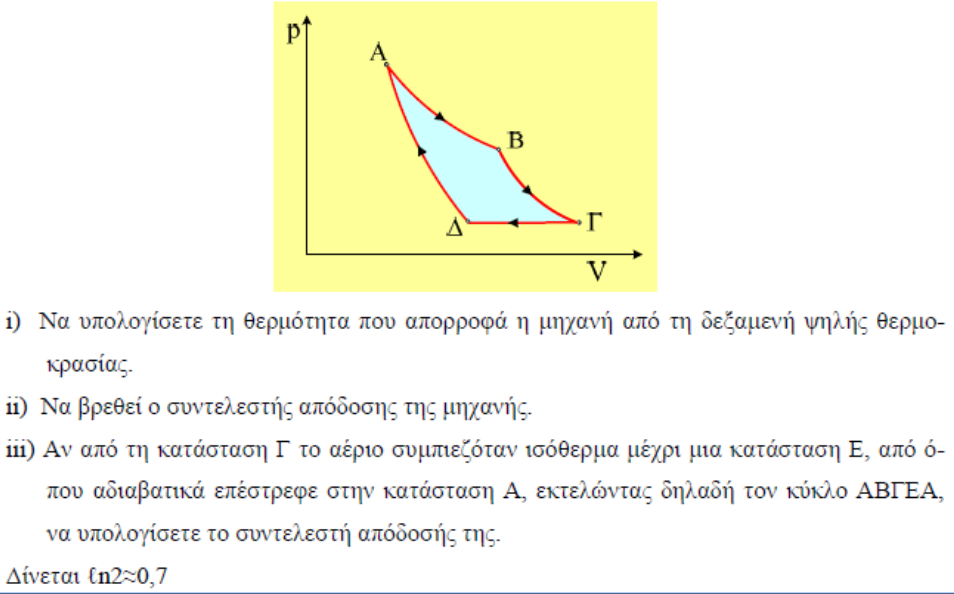 p
A
B
Δ
Γ
V
i) Να υπολογίσετε τη θερμότητα που απορροφά η μηχανή από τη δεξαμενή ψηλής θερμο-
κρασίας.
ii) Να βρεθεί ο συντελεστής απόδοσης της μηχανής.
iii) Αν από τη κατάσταση Γ το αέριο συμπιεζόταν ισόθερμα μέχρι μια κατάσταση Ε, από ό-
που αδιαβατικά επέστρεφε στην κατάσταση Α, εκτελώντας δηλαδή τον κύκλο ΑΒΓΕΑ,
να υπολογίσετε το συντελεστή απόδοσής της.
Δίνεται ℓn2≈0,7